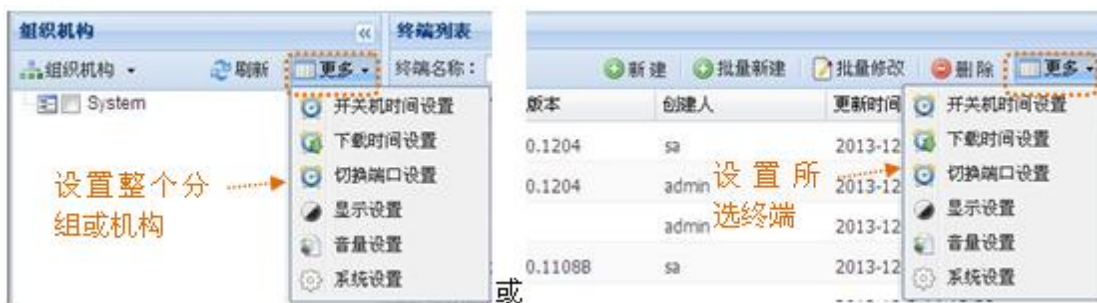 组织机构
终端列表
组织机构
刷新
更多
终端名称：
System
开关机时间设置
下载时间设置
切换端口设置
显示设置
音量设置
系统设置
设置整个分
组或机构
或
新建
批量新建
批量修改
删除
更多
版本
创建人
更新时间
0.1204
sa
2013-12
0.1204
admin
2013-12
admin
2013-12
0.11088
sa
2013-12
开关机时间设置
下载时间设置
切换端口设置
显示设置
音量设置
系统设置
设置所
选终端